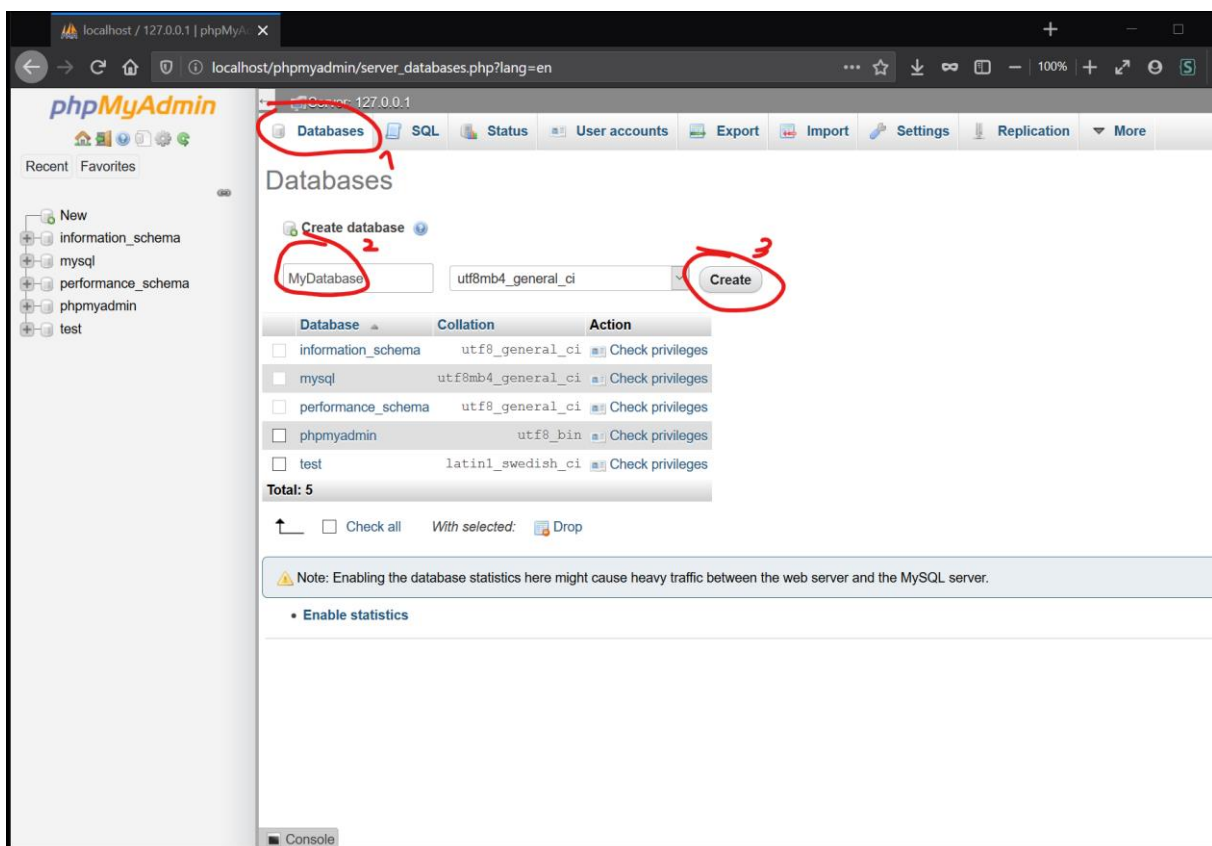 localhost / 127.0.0.1 | phpMyAd
localhost/phpmyadmin/server_databases.php?lang=en
100%
S
phpMyAdmin
Recent Favorites
New
information_schema
mysql
performance_schema
phpmyadmin
test
Server: 127.0.0.1
Databases SQL Status User accounts Export Import Settings Replication More
1
Databases
Create database
2
3
MyDatabase utf8mb4_general_ci Create
Database Collation Action
information_schema utf8_general_ci Check privileges
mysql utf8mb4_general_ci Check privileges
performance_schema utf8_general_ci Check privileges
phpmyadmin utf8_bin Check privileges
test latin1_swedish_ci Check privileges
Total: 5
Check all With selected: Drop
Note: Enabling the database statistics here might cause heavy traffic between the web server and the MySQL server.
• Enable statistics
Console